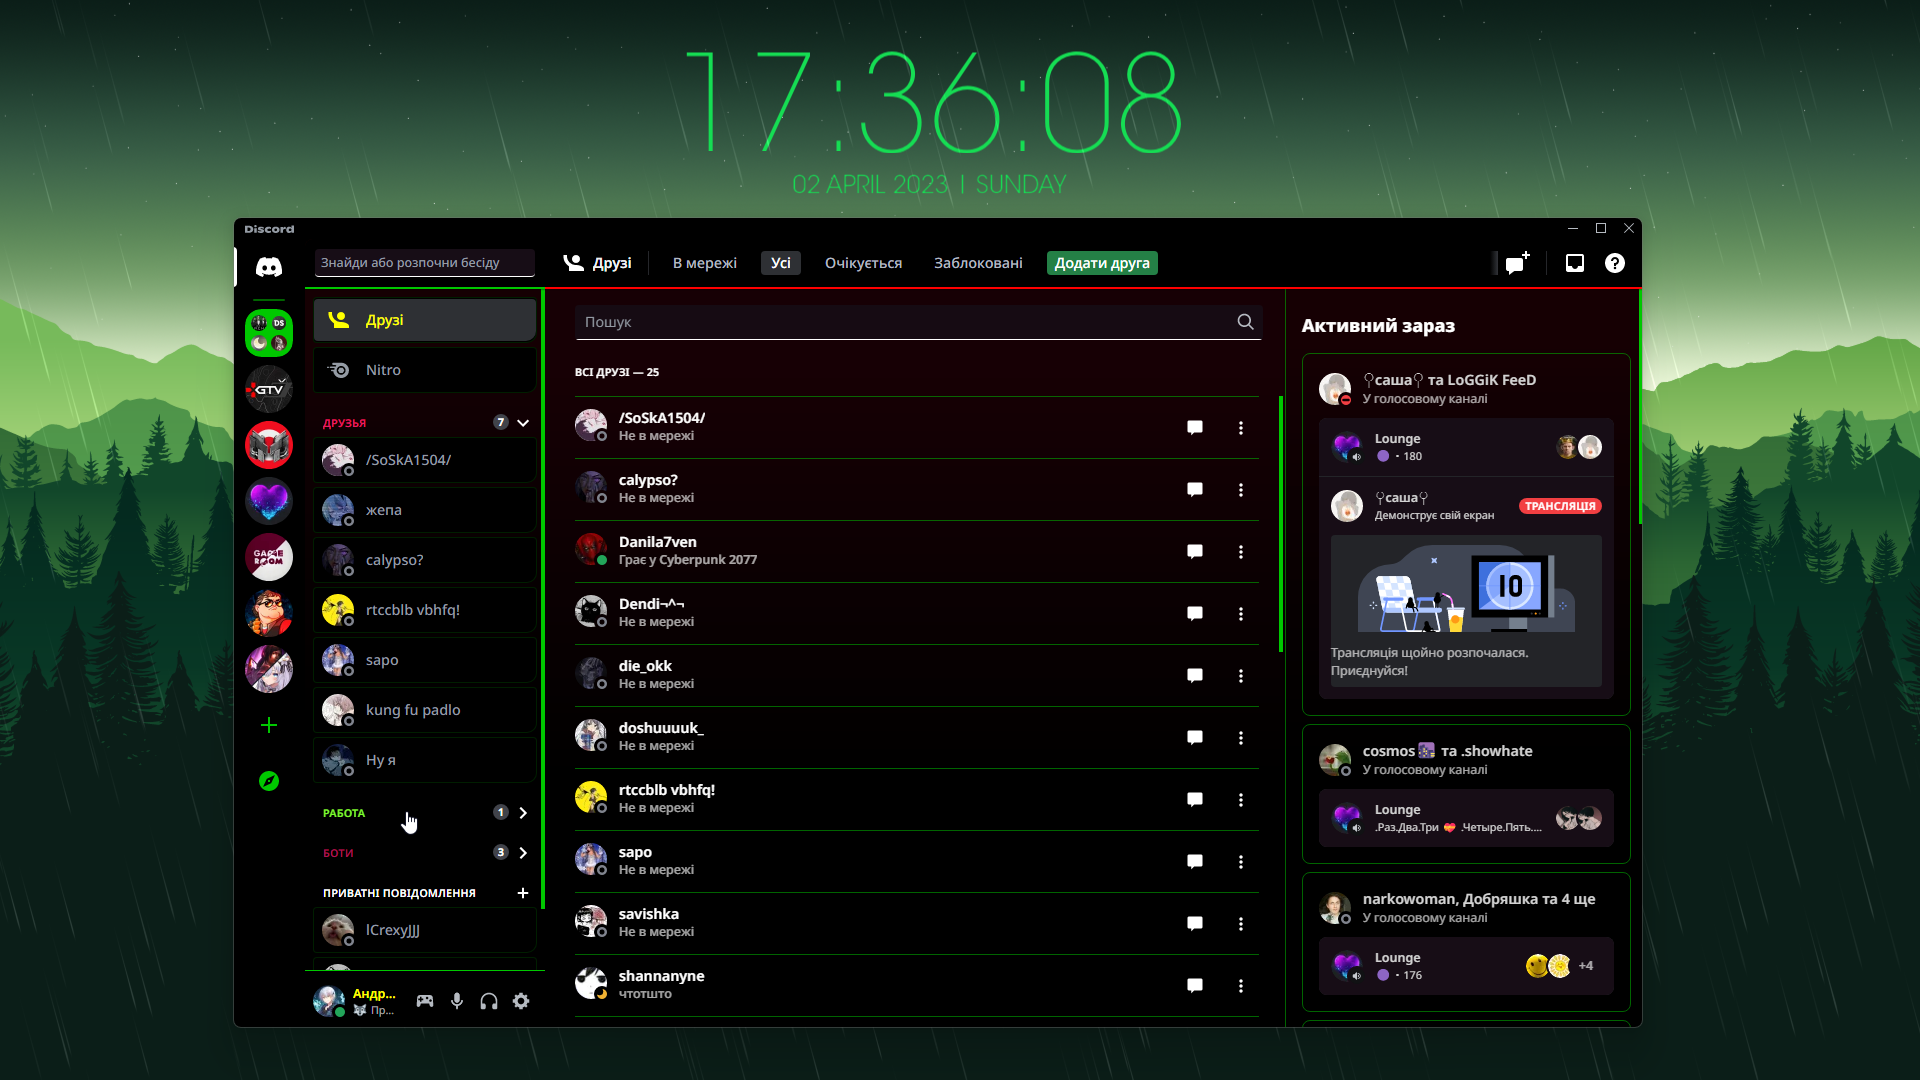 17:36:08
02 APRIL 2023 | SUNDAY
Discord
Знайди або розпочни бесіду
Друзі
В мережі
Усі
Очікується
Заблоковані
Додати друга
DS
GTV
GAME ROOM
Друзі
Nitro
ДРУЗЬЯ
7
/SoSkA1504/
жепа
calypso?
rtccblb vbhfq!
sapo
kung fu padlo
Ну я
РАБОТА
1
БОТИ
3
ПРИВАТНІ ПОВІДОМЛЕННЯ
lCrexyJJJ
Андр...
Пр...
Пошук
ВСІ ДРУЗІ — 25
/SoSkA1504/
Не в мережі
calypso?
Не в мережі
Danila7ven
Грає у Cyberpunk 2077
Dendi¬^¬
Не в мережі
die_okk
Не в мережі
doshuuuuk_
Не в мережі
rtccblb vbhfq!
Не в мережі
sapo
Не в мережі
savishka
Не в мережі
shannanyne
чтотшто
Активний зараз
саша та LoGGiK FeeD
У голосовому каналі
Lounge
• 180
саша
Демонструє свій екран
ТРАНСЛЯЦІЯ
10
Трансляція щойно розпочалася.
Приєднуйся!
cosmos та .showhate
У голосовому каналі
Lounge
.Раз.Два.Три .Четыре.Пять....
narkowoman, Добряшка та 4 ще
У голосовому каналі
Lounge
• 176
+4